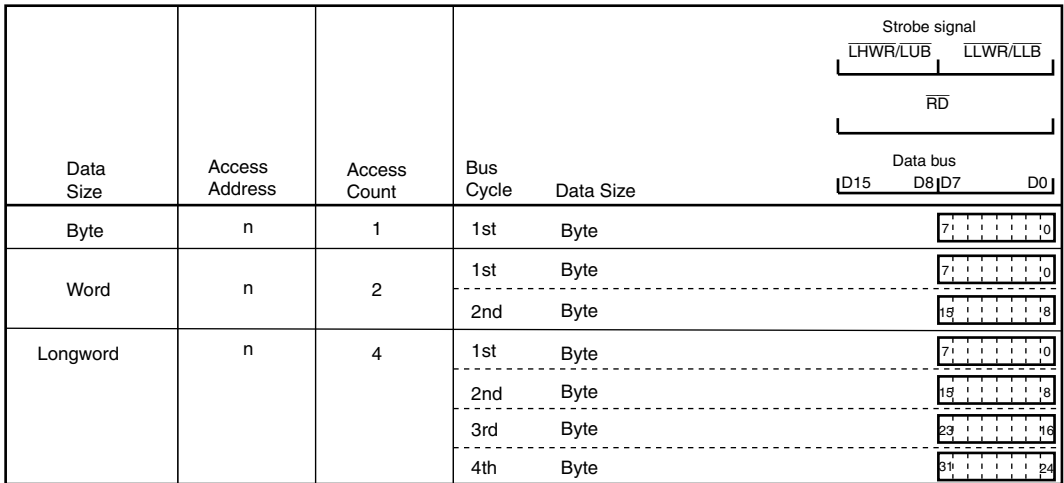 Strobe signal
LHWR/LUB LLWR/LLB
RD
Data Size
Access Address
Access Count
Bus Cycle
Data Size
Data bus
D15 D8 D7 D0
Byte n 1 1st Byte 7 0
Word n 2 1st Byte 7 0
2nd Byte 15 8
Longword n 4 1st Byte 7 0
2nd Byte 15 8
3rd Byte 23 16
4th Byte 31 24